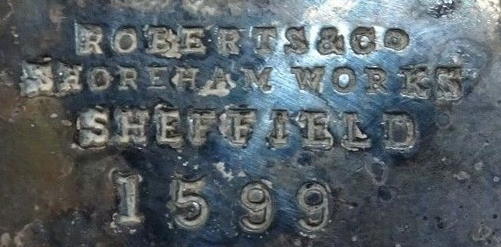 ROBERTS & CO
SHOREHAM WORKS
SHEFFIELD
1599